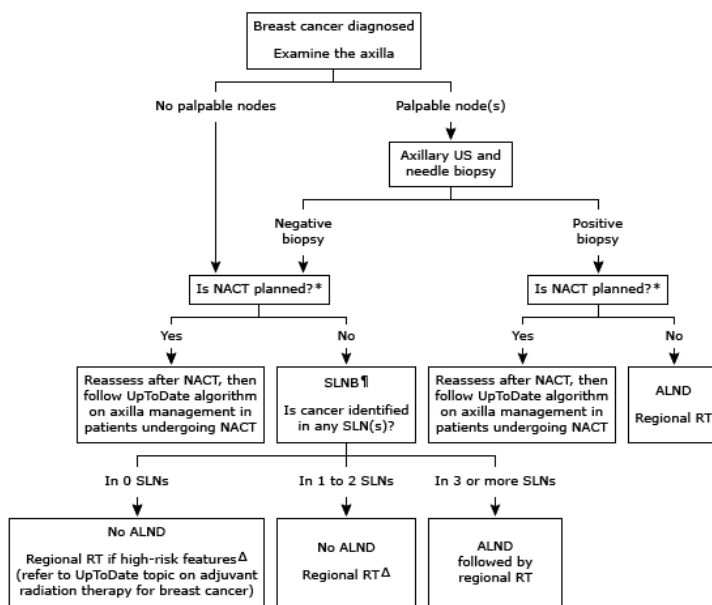 Breast cancer diagnosed
Examine the axilla
No palpable nodes
Palpable node(s)
Axillary US and
needle biopsy
Negative
biopsy
Positive
biopsy
Is NACT planned?*
Is NACT planned?*
Yes
No
Yes
No
Reassess after NACT, then
follow UpToDate algorithm
on axilla management in
patients undergoing NACT
SLNB¶
Is cancer identified
in any SLN(s)?
Reassess after NACT, then
follow UpToDate algorithm
on axilla management in
patients undergoing NACT
ALND
Regional RT
In 0 SLNs
In 1 to 2 SLNs
In 3 or more SLNs
No ALND
Regional RT if high-risk featuresΔ
(refer to UpToDate topic on adjuvant
radiation therapy for breast cancer)
No ALND
Regional RTΔ
ALND
followed by
regional RT